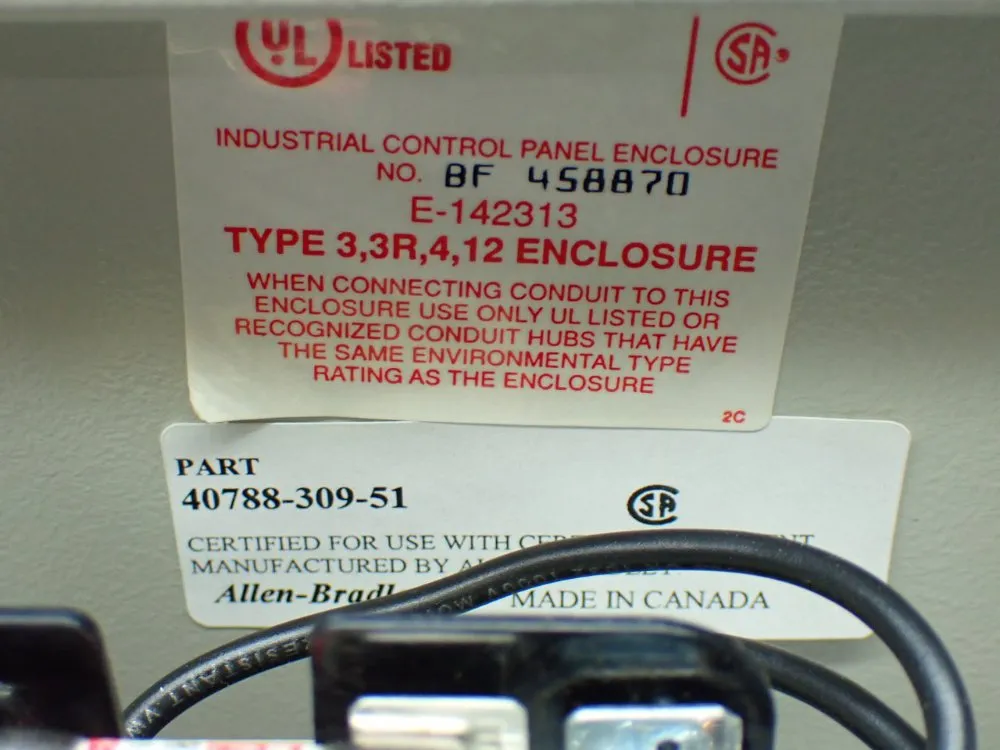 UL LISTED
SA
INDUSTRIAL CONTROL PANEL ENCLOSURE
NO. BF 458870
E-142313
TYPE 3,3R,4,12 ENCLOSURE
WHEN CONNECTING CONDUIT TO THIS
ENCLOSURE USE ONLY UL LISTED OR
RECOGNIZED CONDUIT HUBS THAT HAVE
THE SAME ENVIRONMENTAL TYPE
RATING AS THE ENCLOSURE
2C
PART
40788-309-51
SA
CERTIFIED FOR USE WITH
MANUFACTURED BY
Allen-Bradl
MADE IN CANADA